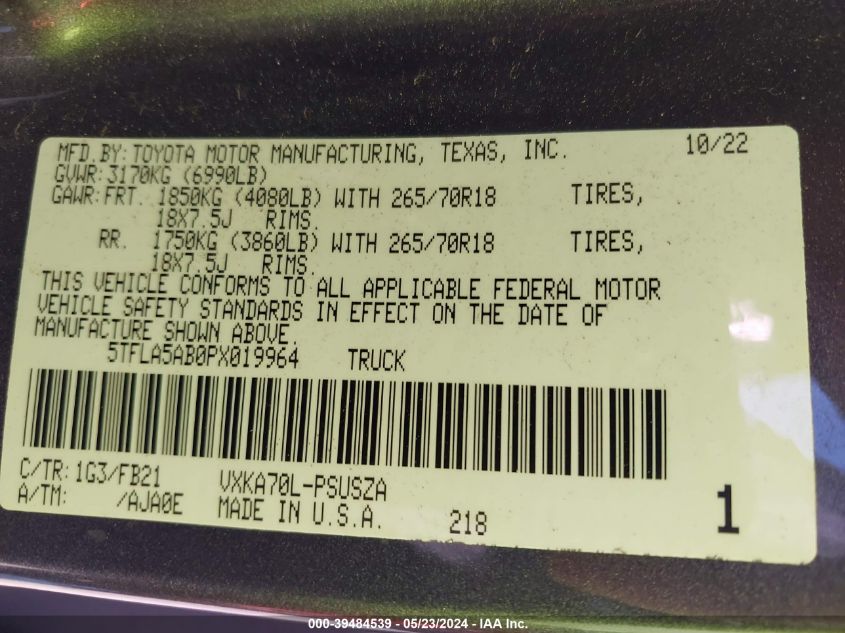 MFD.BY:TOYOTA MOTOR MANUFACTURING, TEXAS, INC. 10/22
GVWR:3170KG (6990LB)
GAWR:FRT. 1850KG (4080LB) WITH 265/70R18 TIRES,
18X7.5J RIMS.
RR. 1750KG (3860LB) WITH 265/70R18 TIRES,
18X7.5J RIMS.
THIS VEHICLE CONFORMS TO ALL APPLICABLE FEDERAL MOTOR
VEHICLE SAFETY STANDARDS IN EFFECT ON THE DATE OF
MANUFACTURE SHOWN ABOVE.
5TFLA5AB0PX019964 TRUCK
C/TR:1G3/FB21 VXKA70L-PSUSZA
A/TM: /AJA0E MADE IN U.S.A. 218 1
000-39484539 - 05/23/2024 - IAA Inc.